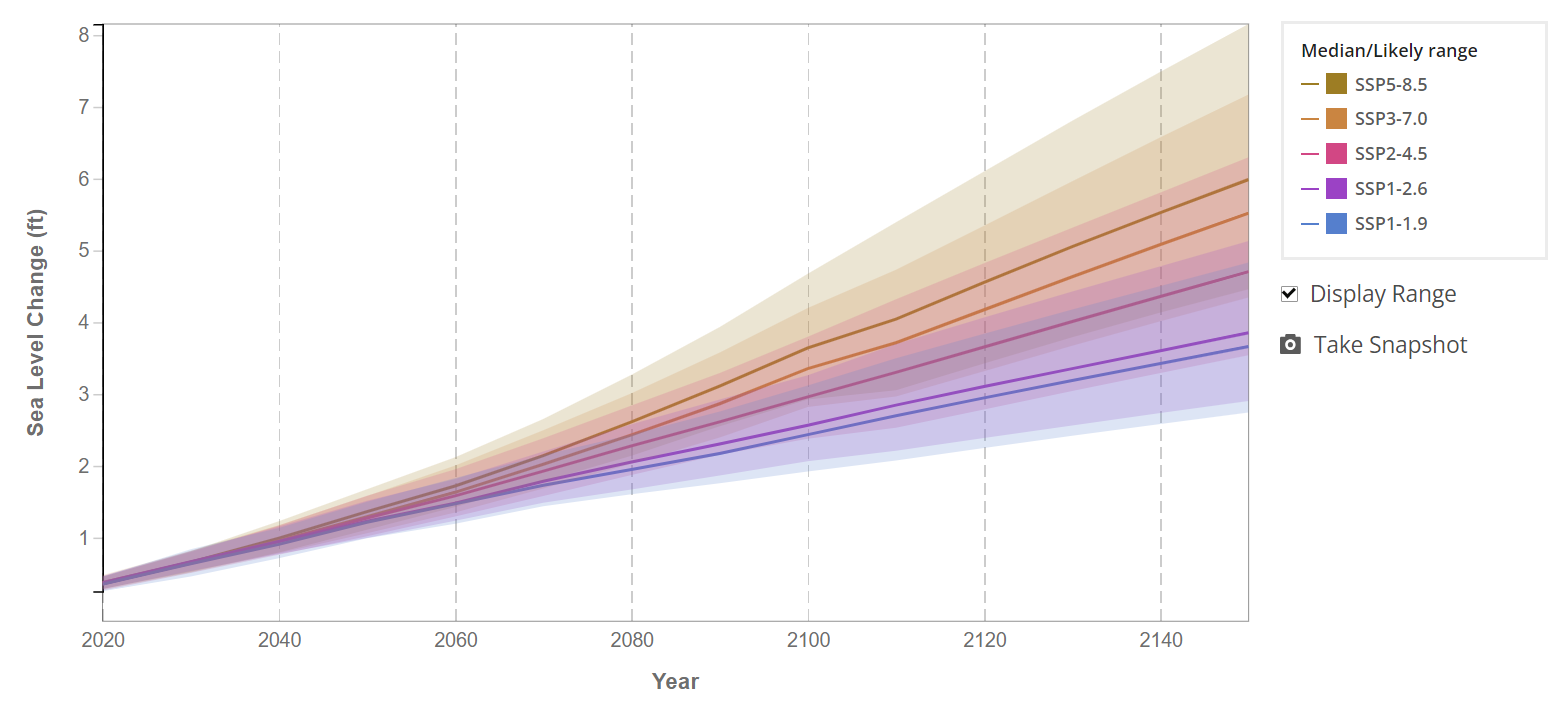 8
7
6
5
4
3
2
1
Sea Level Change (ft)
2020 2040 2060 2080 2100 2120 2140
Year
Median/Likely range
SSP5-8.5
SSP3-7.0
SSP2-4.5
SSP1-2.6
SSP1-1.9
Display Range
Take Snapshot